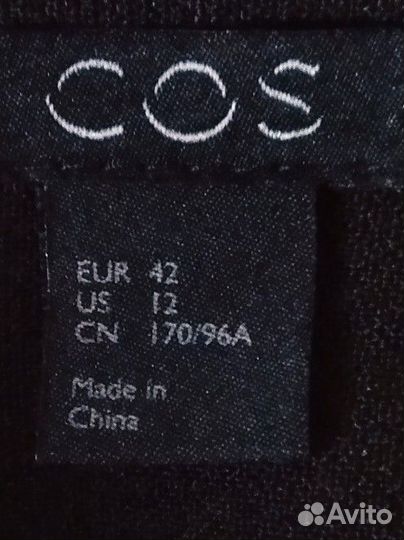 COS
EUR 42
US 12
CN 170/96A
Made in
China
Avito